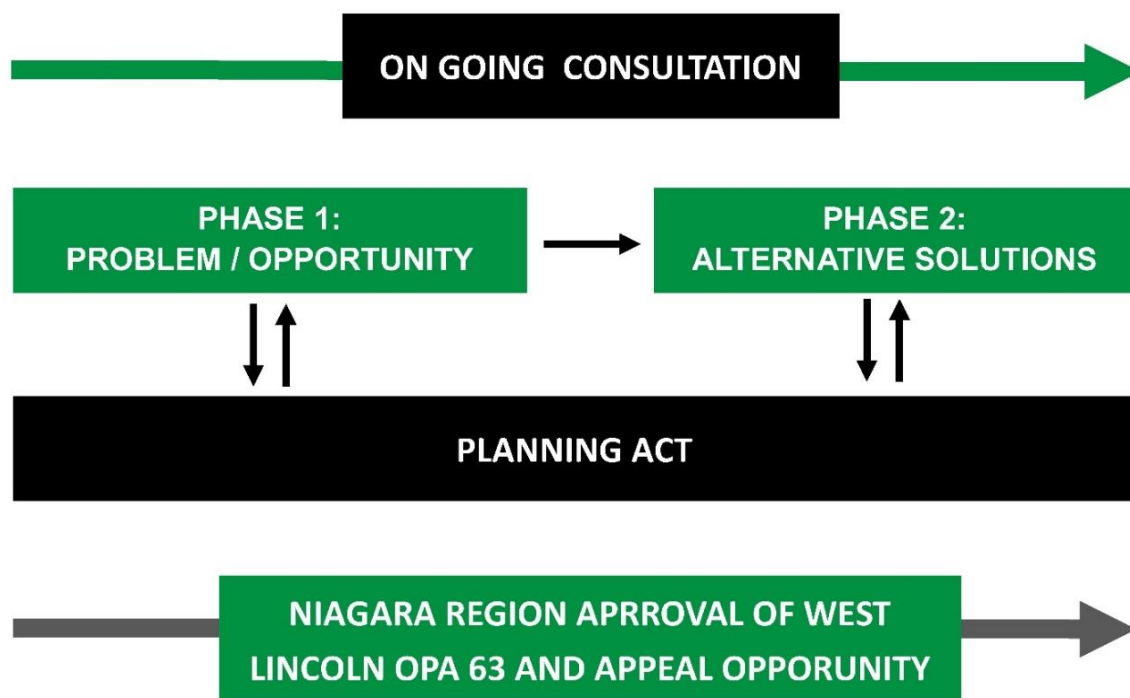 ON GOING CONSULTATION
PHASE 1:
PROBLEM / OPPORTUNITY
PHASE 2:
ALTERNATIVE SOLUTIONS
PLANNING ACT
NIAGARA REGION APRROVAL OF WEST
LINCOLN OPA 63 AND APPEAL OPPORUNITY